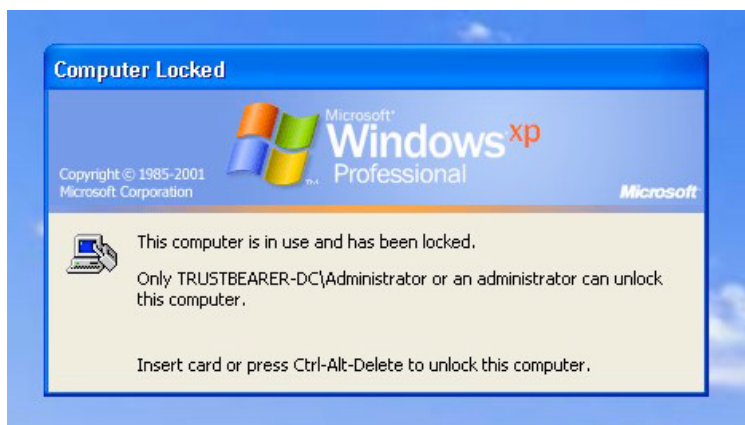 Computer Locked
Microsoft®
Windows xp
Professional
Copyright © 1985-2001
Microsoft Corporation
Microsoft
This computer is in use and has been locked.
Only TRUSTBEARER-DC\Administrator or an administrator can unlock
this computer.
Insert card or press Ctrl-Alt-Delete to unlock this computer.